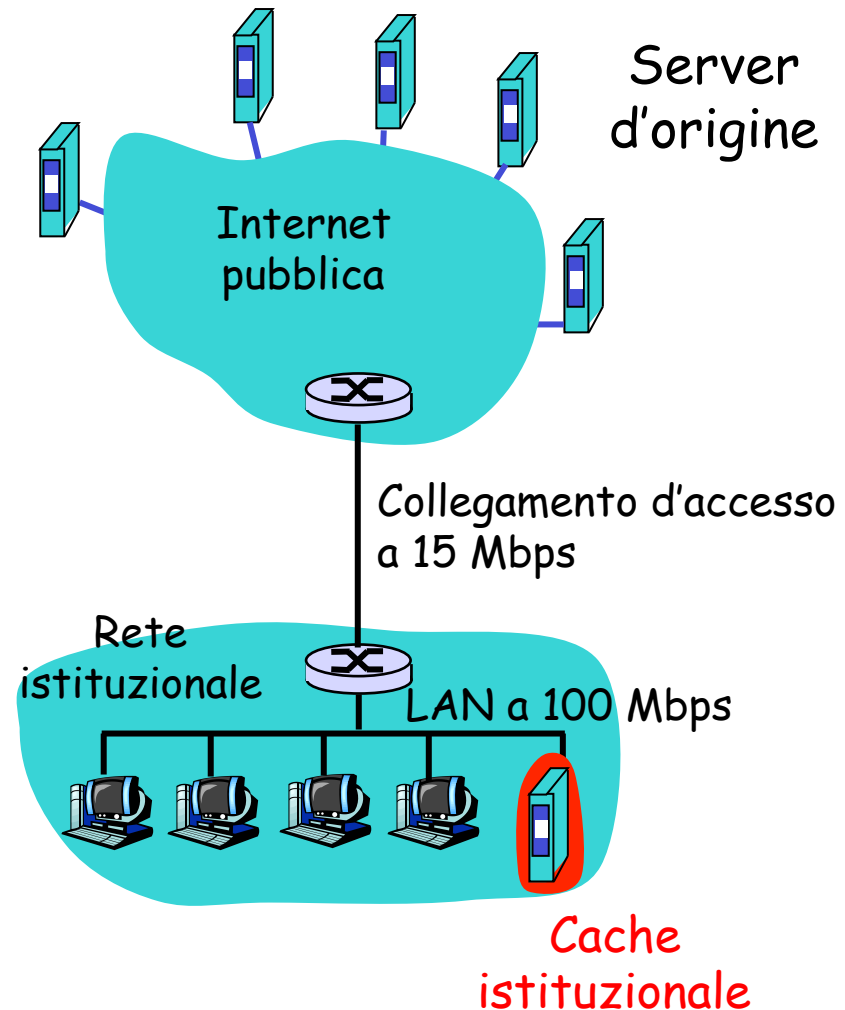 Server
d'origine
Internet
pubblica
Collegamento d'accesso
a 15 Mbps
Rete
istituzionale
LAN a 100 Mbps
Cache
istituzionale